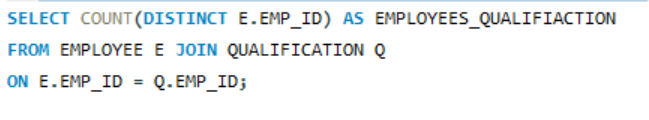 SELECT COUNT(DISTINCT E.EMP_ID) AS EMPLOYEES_QUALIFIACTION
FROM EMPLOYEE E JOIN QUALIFICATION Q
ON E.EMP_ID = Q.EMP_ID;